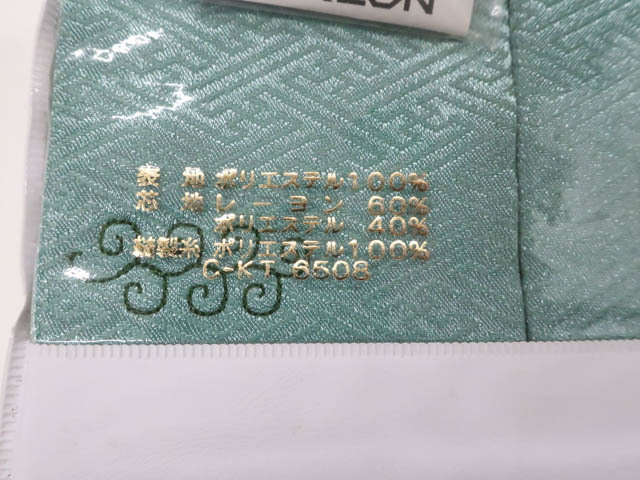 表 地 ポリエステル100%
芯 地 レーヨン 60%
ポリエステル 40%
縫製糸 ポリエステル100%
C-KT 6508